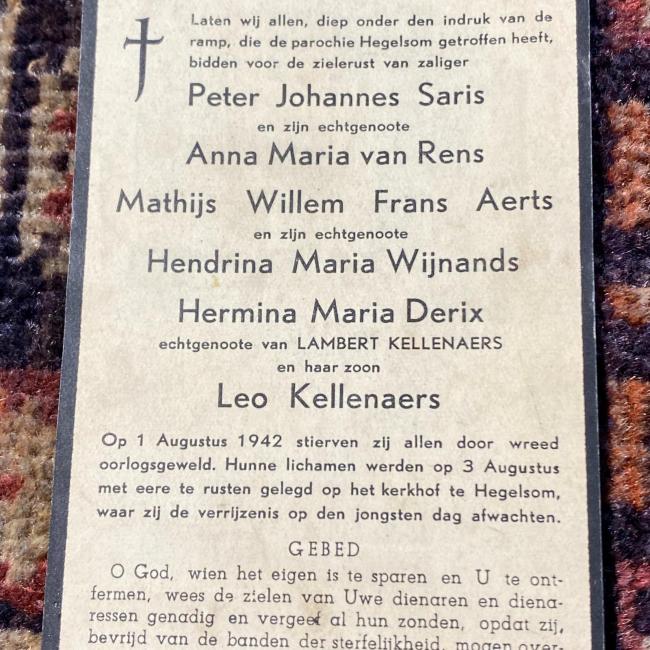 Laten wij allen, diep onder den indruk van de
ramp, die de parochie Hegelsom getroffen heeft,
bidden voor de zielerust van zaliger
Peter Johannes Saris
en zijn echtgenoote
Anna Maria van Rens
Mathijs Willem Frans Aerts
en zijn echtgenoote
Hendrina Maria Wijnands
Hermina Maria Derix
echtgenoote van LAMBERT KELLENAERS
en haar zoon
Leo Kellenaers
Op 1 Augustus 1942 stierven zij allen door wreed
oorlogsgeweld. Hunne lichamen werden op 3 Augustus
met eere te rusten gelegd op het kerkhof te Hegelsom,
waar zij de verrijzenis op den jongsten dag afwachten.
GEBED
O God, wien het eigen is te sparen en U te ont-
fermen, wees de zielen van Uwe dienaren en diena-
ressen genadig en vergeef al hun zonden, opdat zij,
bevrijd van de banden der sterfelijkheid, mogen over-